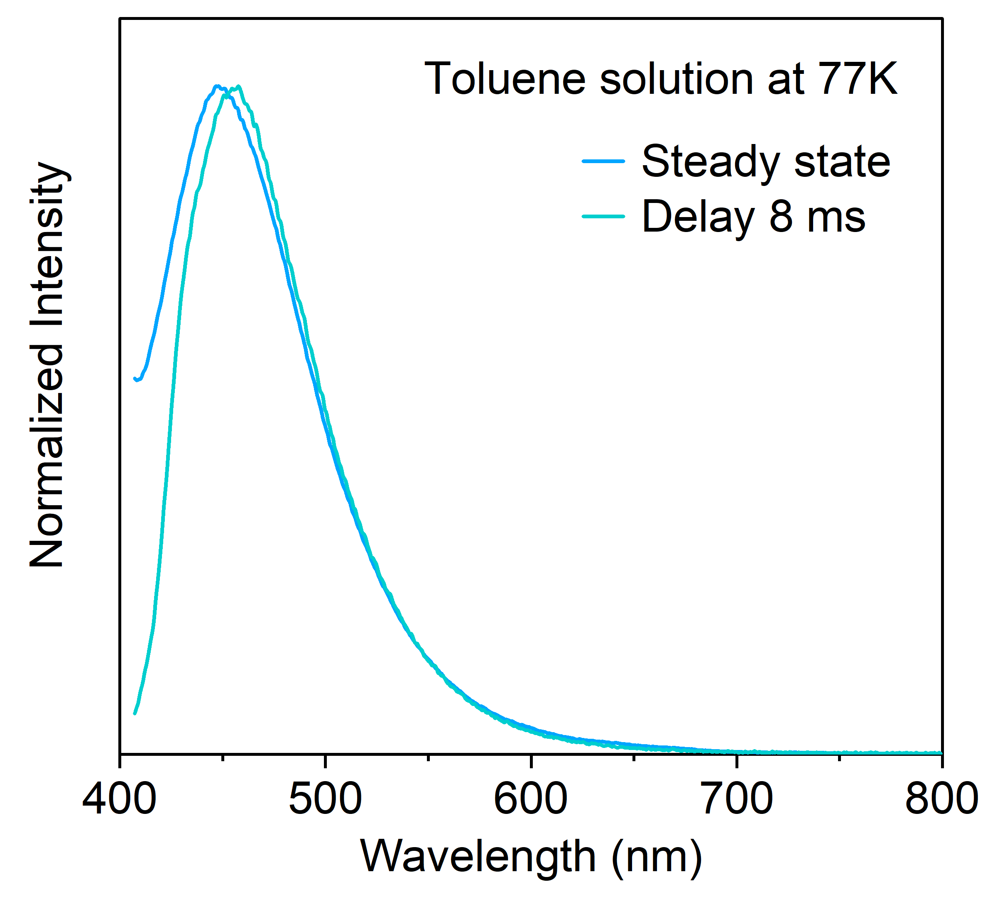 Toluene solution at 77K
Steady state
Delay 8 ms
Normalized Intensity
400 500 600 700 800
Wavelength (nm)